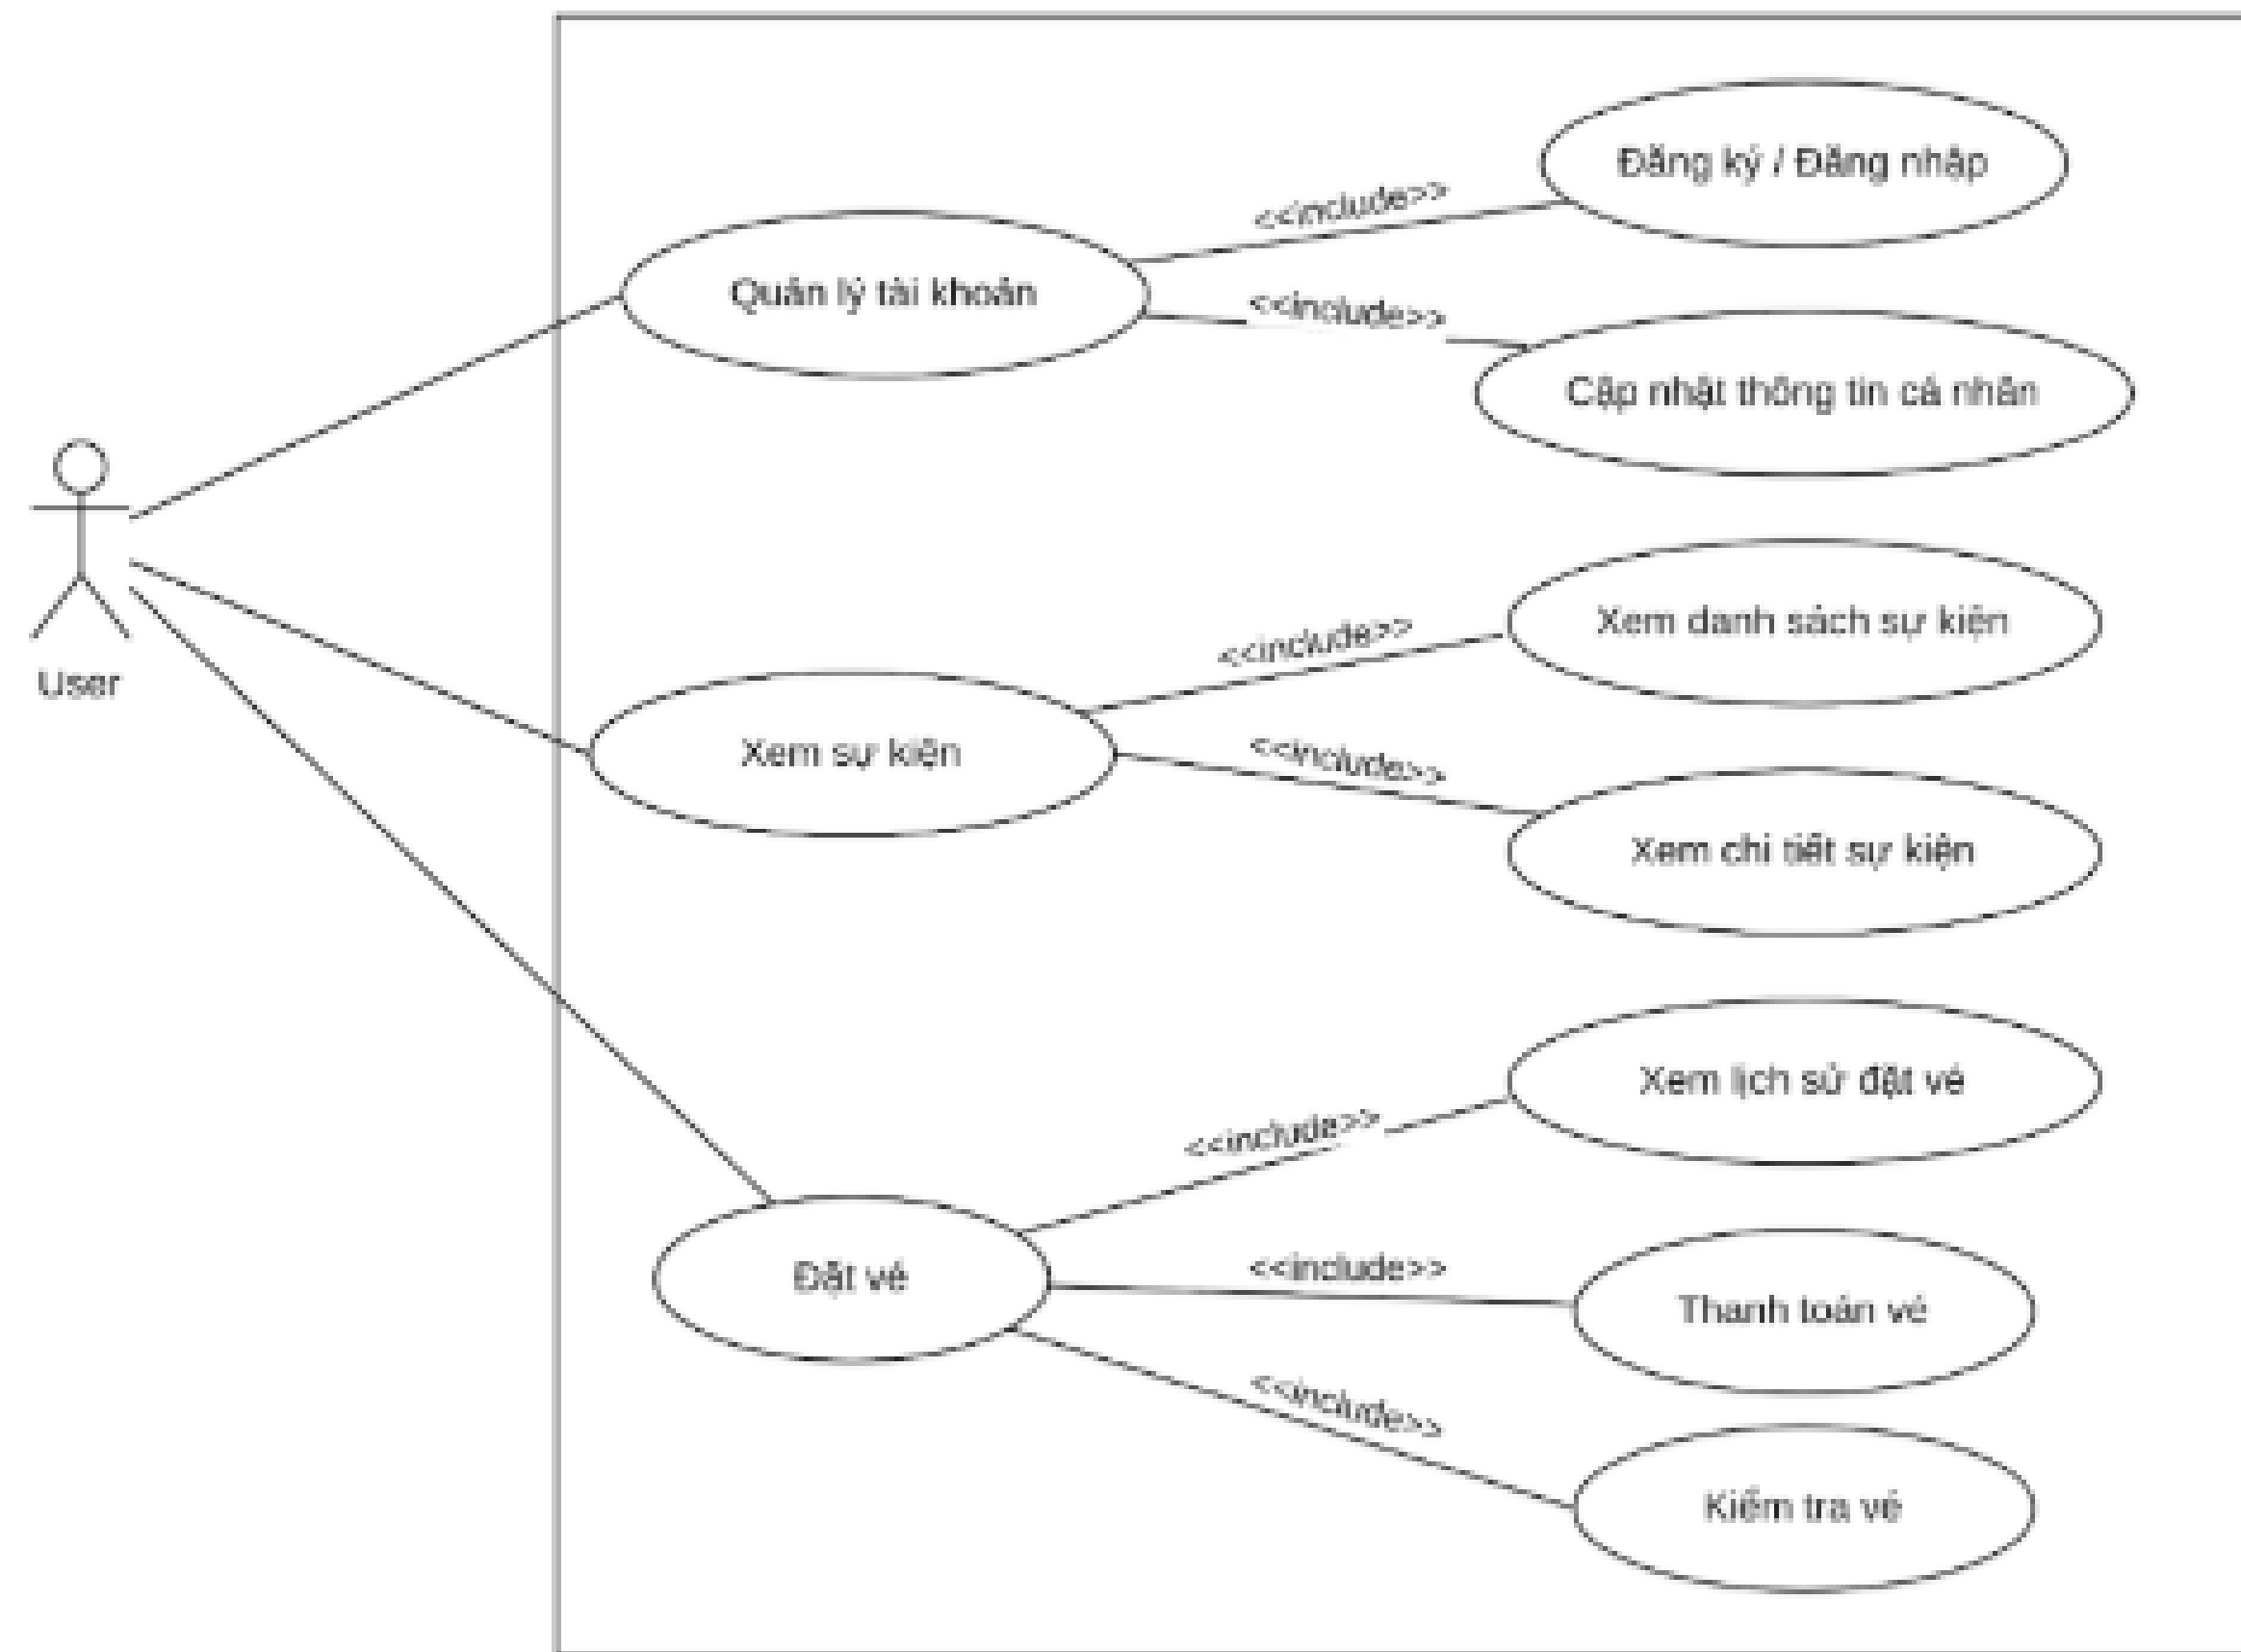 Đăng ký / Đăng nhập
<<include>>
Quản lý tài khoản
<<include>>
Cập nhật thông tin cá nhân
User
Xem danh sách sự kiện
<<include>>
Xem sự kiện
<<include>>
Xem chi tiết sự kiện
Xem lịch sử đặt vé
<<include>>
Đặt vé
<<include>>
Thanh toán vé
<<include>>
Kiểm tra vé